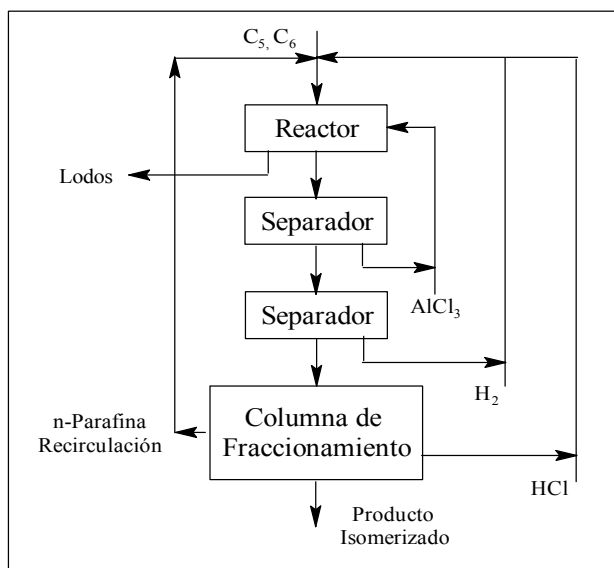 C₅, C₆
Reactor
Lodos
Separador
AlCl₃
Separador
H₂
n-Parafina
Recirculación
Columna de
Fraccionamiento
HCl
Producto
Isomerizado